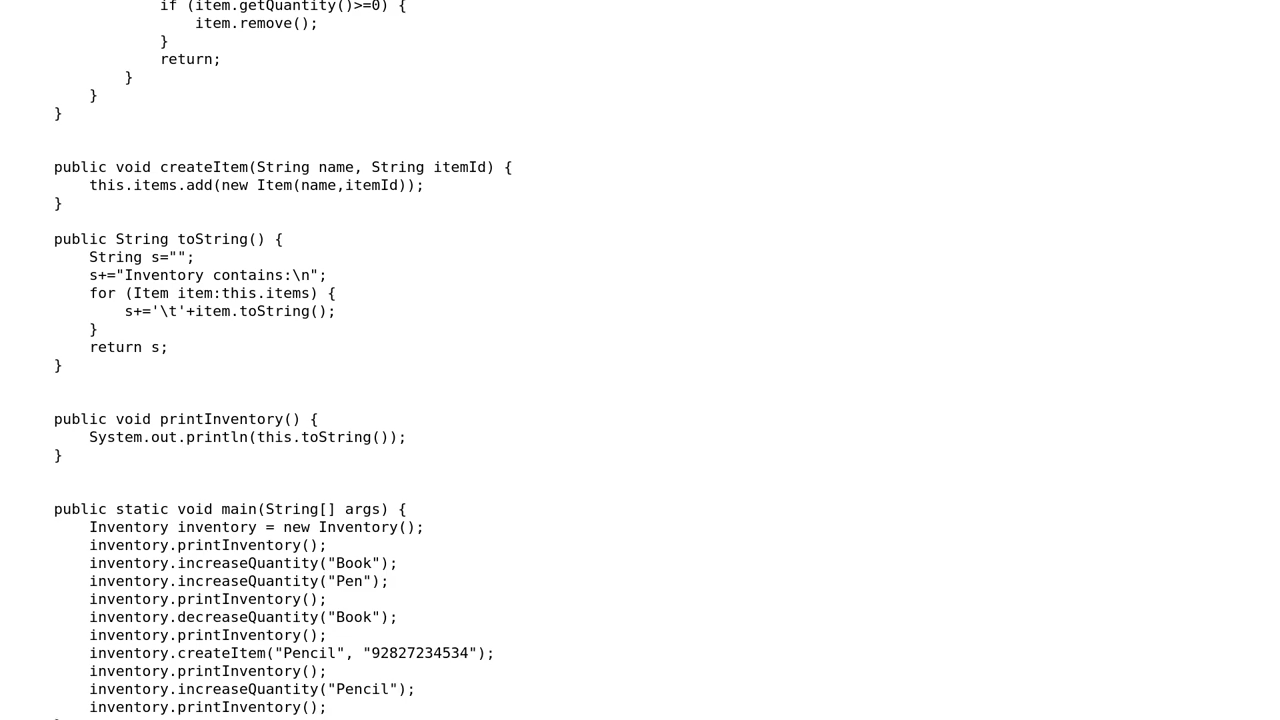 if (item.getQuantity()>=0) {
                item.remove();
            }
            return;
        }
    }
}
public void createItem(String name, String itemId) {
    this.items.add(new Item(name,itemId));
}
public String toString() {
    String s="";
    s+="Inventory contains:\n";
    for (Item item:this.items) {
        s+='\t'+item.toString();
    }
    return s;
}
public void printInventory() {
    System.out.println(this.toString());
}
public static void main(String[] args) {
    Inventory inventory = new Inventory();
    inventory.printInventory();
    inventory.increaseQuantity("Book");
    inventory.increaseQuantity("Pen");
    inventory.printInventory();
    inventory.decreaseQuantity("Book");
    inventory.printInventory();
    inventory.createItem("Pencil", "92827234534");
    inventory.printInventory();
    inventory.increaseQuantity("Pencil");
    inventory.printInventory();